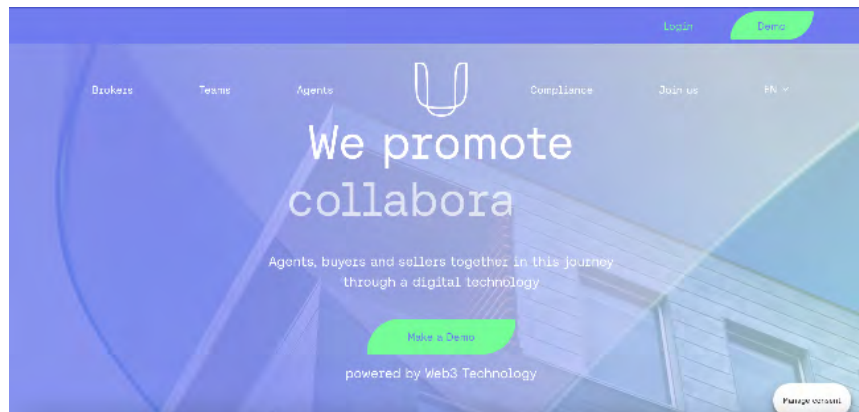 Login Demo
Brokers Teams Agents Compliance Join us EN
We promote
collabora
Agents, buyers and sellers together in this journey
through a digital technology
Make a Demo
powered by Web3 Technology
Manage consent